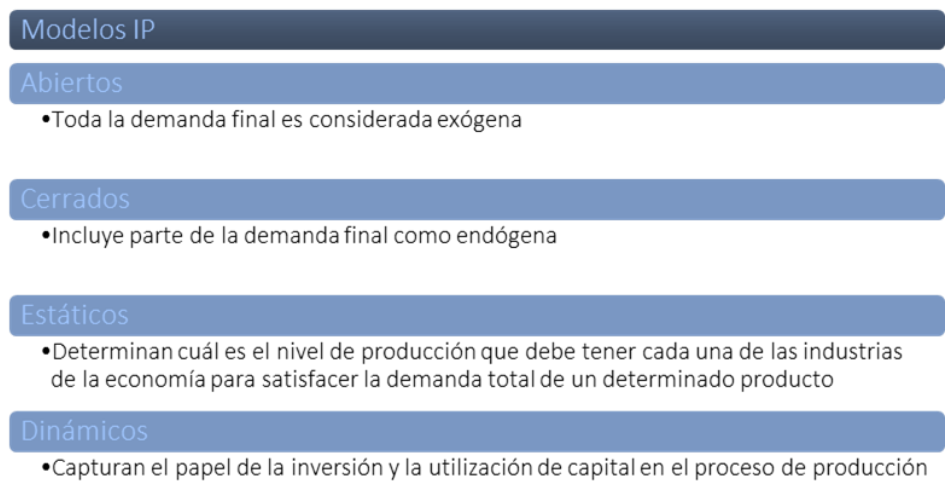 Modelos IP
Abiertos
•Toda la demanda final es considerada exógena
Cerrados
•Incluye parte de la demanda final como endógena
Estáticos
•Determinan cuál es el nivel de producción que debe tener cada una de las industrias
de la economía para satisfacer la demanda total de un determinado producto
Dinámicos
•Capturan el papel de la inversión y la utilización de capital en el proceso de producción